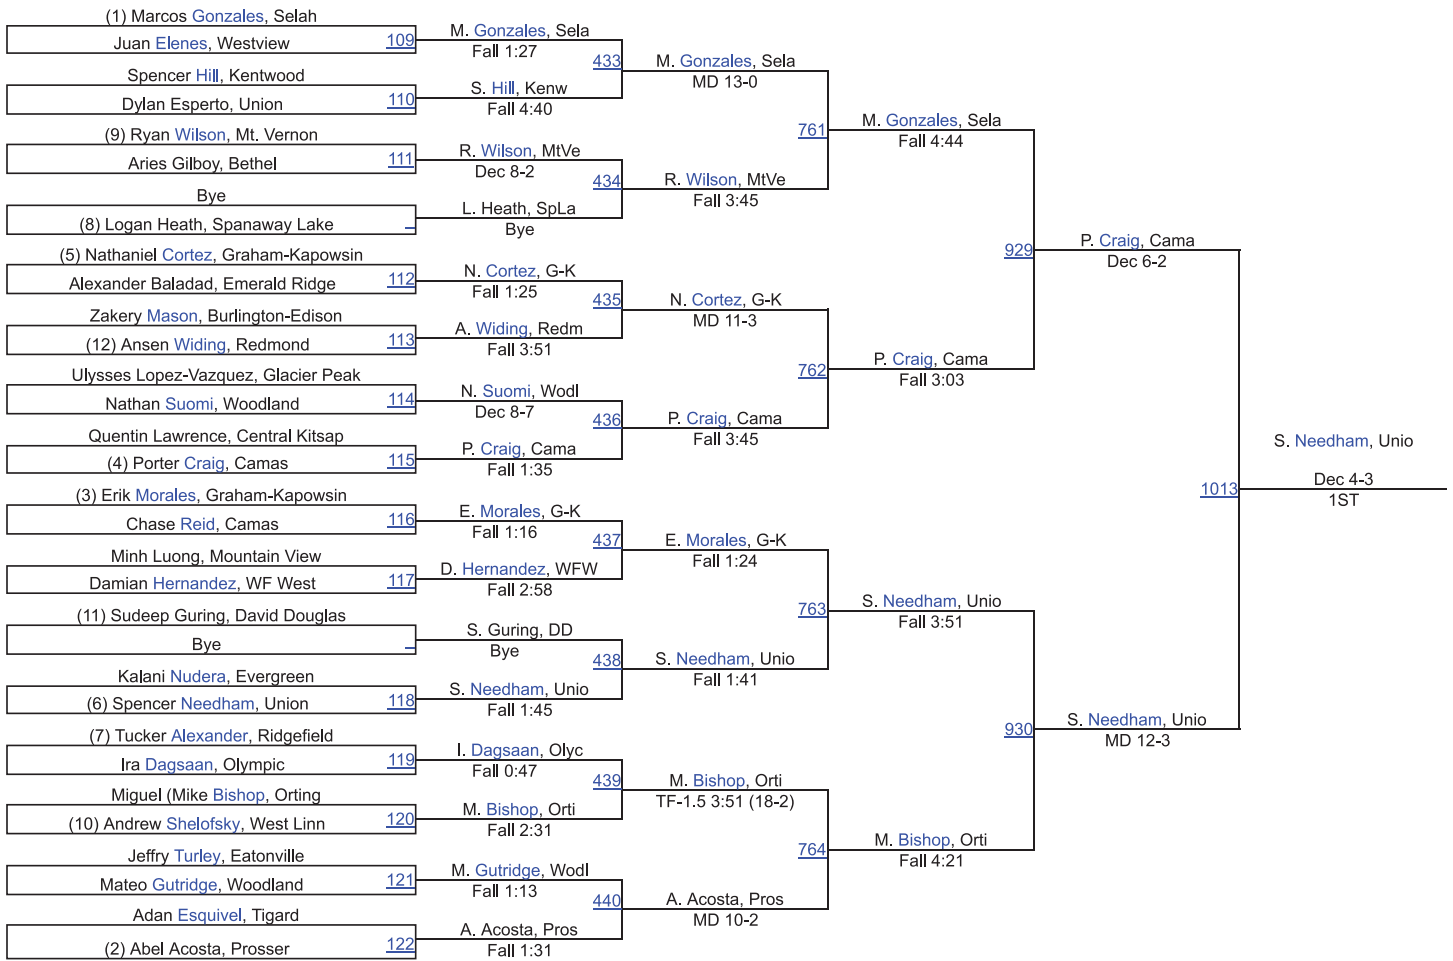 (1) Marcos Gonzales, Selah
Juan Elenes, Westview
109
Spencer Hill, Kentwood
Dylan Esperto, Union
110
(9) Ryan Wilson, Mt. Vernon
Aries Gilboy, Bethel
111
Bye
(8) Logan Heath, Spanaway Lake
(5) Nathaniel Cortez, Graham-Kapowsin
Alexander Baladad, Emerald Ridge
112
Zakery Mason, Burlington-Edison
(12) Ansen Widing, Redmond
113
Ulysses Lopez-Vazquez, Glacier Peak
Nathan Suomi, Woodland
114
Quentin Lawrence, Central Kitsap
(4) Porter Craig, Camas
115
(3) Erik Morales, Graham-Kapowsin
Chase Reid, Camas
116
Minh Luong, Mountain View
Damian Hernandez, WF West
117
(11) Sudeep Guring, David Douglas
Bye
Kalani Nudera, Evergreen
(6) Spencer Needham, Union
118
(7) Tucker Alexander, Ridgefield
Ira Dagsaan, Olympic
119
Miguel (Mike Bishop, Orting
(10) Andrew Shelofsky, West Linn
120
Jeffry Turley, Eatonville
Mateo Gutridge, Woodland
121
Adan Esquivel, Tigard
(2) Abel Acosta, Prosser
122
M. Gonzales, Sela
Fall 1:27
433
S. Hill, Kenw
Fall 4:40
R. Wilson, MtVe
Dec 8-2
434
L. Heath, SpLa
Bye
N. Cortez, G-K
Fall 1:25
435
A. Widing, Redm
Fall 3:51
N. Suomi, Wodl
Dec 8-7
436
P. Craig, Cama
Fall 1:35
E. Morales, G-K
Fall 1:16
437
D. Hernandez, WFW
Fall 2:58
S. Guring, DD
Bye
438
S. Needham, Unio
Fall 1:45
I. Dagsaan, Olyc
Fall 0:47
439
M. Bishop, Orti
Fall 2:31
M. Gutridge, Wodl
Fall 1:13
440
A. Acosta, Pros
Fall 1:31
M. Gonzales, Sela
MD 13-0
761
R. Wilson, MtVe
Fall 3:45
N. Cortez, G-K
MD 11-3
762
P. Craig, Cama
Fall 3:45
E. Morales, G-K
Fall 1:24
763
S. Needham, Unio
Fall 1:41
M. Bishop, Orti
TF-1.5 3:51 (18-2)
764
A. Acosta, Pros
MD 10-2
M. Gonzales, Sela
Fall 4:44
929
P. Craig, Cama
Fall 3:03
S. Needham, Unio
Fall 3:51
930
M. Bishop, Orti
Fall 4:21
P. Craig, Cama
Dec 6-2
1013
S. Needham, Unio
MD 12-3
S. Needham, Unio
Dec 4-3
1ST